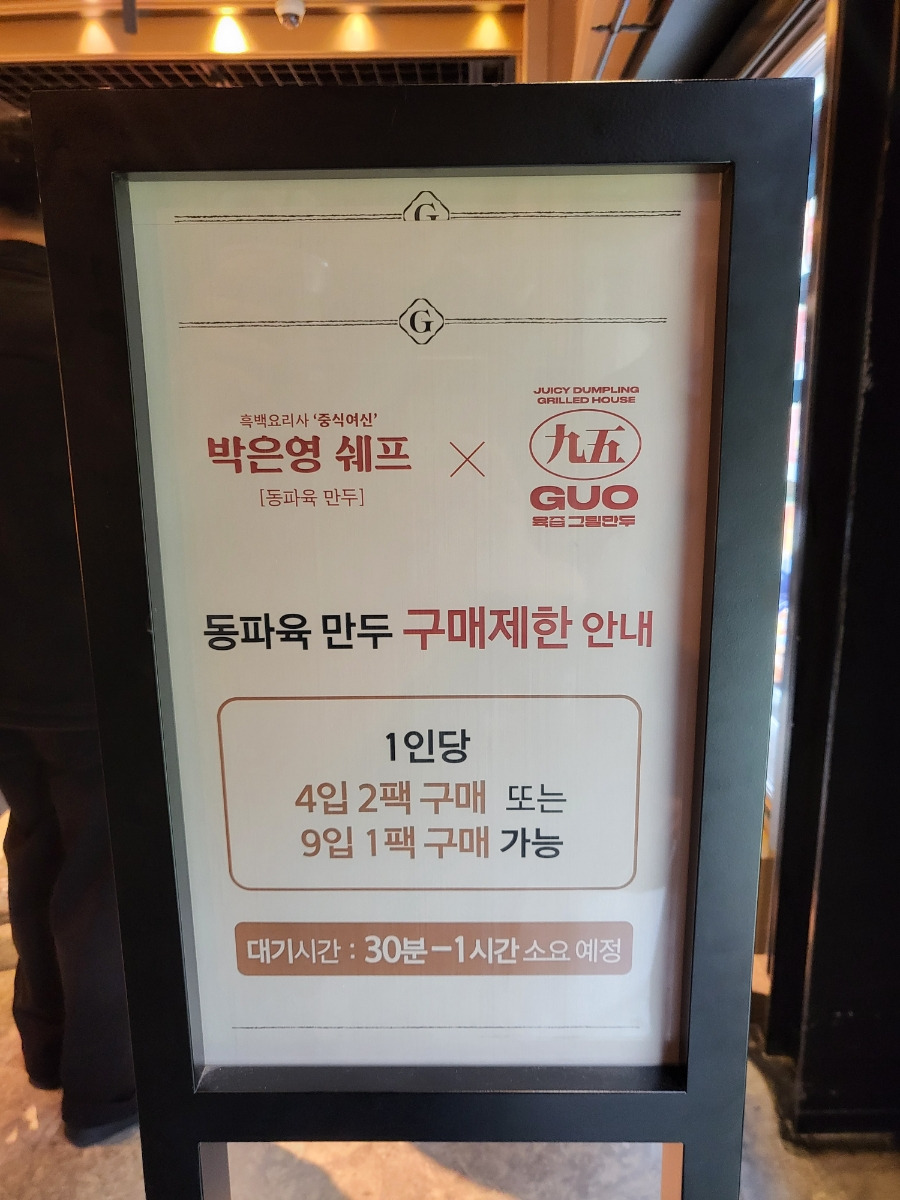 G
G
흑백요리사 '중식여신'
박은영 쉐프
[동파육 만두]
×
JUICY DUMPLING
GRILLED HOUSE
九五
GUO
육즙 그릴만두
동파육 만두 구매제한 안내
1인당
4입 2팩 구매 또는
9입 1팩 구매 가능
대기시간 : 30분-1시간 소요 예정